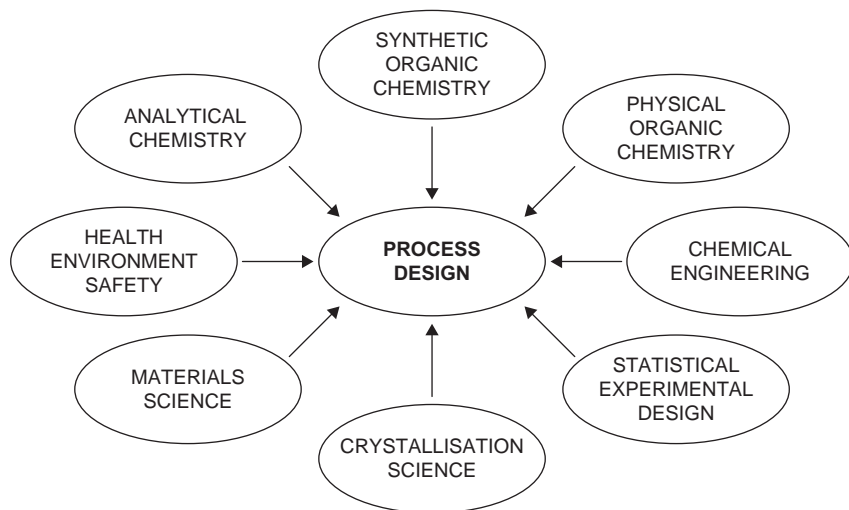 SYNTHETIC
ORGANIC
CHEMISTRY
ANALYTICAL
CHEMISTRY
PHYSICAL
ORGANIC
CHEMISTRY
HEALTH
ENVIRONMENT
SAFETY
PROCESS
DESIGN
CHEMICAL
ENGINEERING
MATERIALS
SCIENCE
STATISTICAL
EXPERIMENTAL
DESIGN
CRYSTALLISATION
SCIENCE